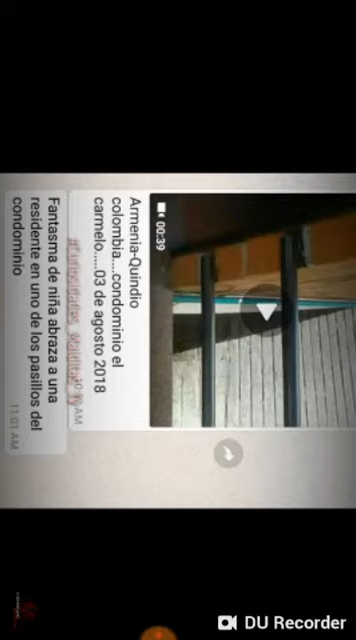 00:39
Armenia-Quindio
colombia....condominio el
carmelo.....03 de agosto 2018
AM
Fantasma de niña abraza a una
residente en uno de los pasillos del
condominio
11:01 AM
DU Recorder